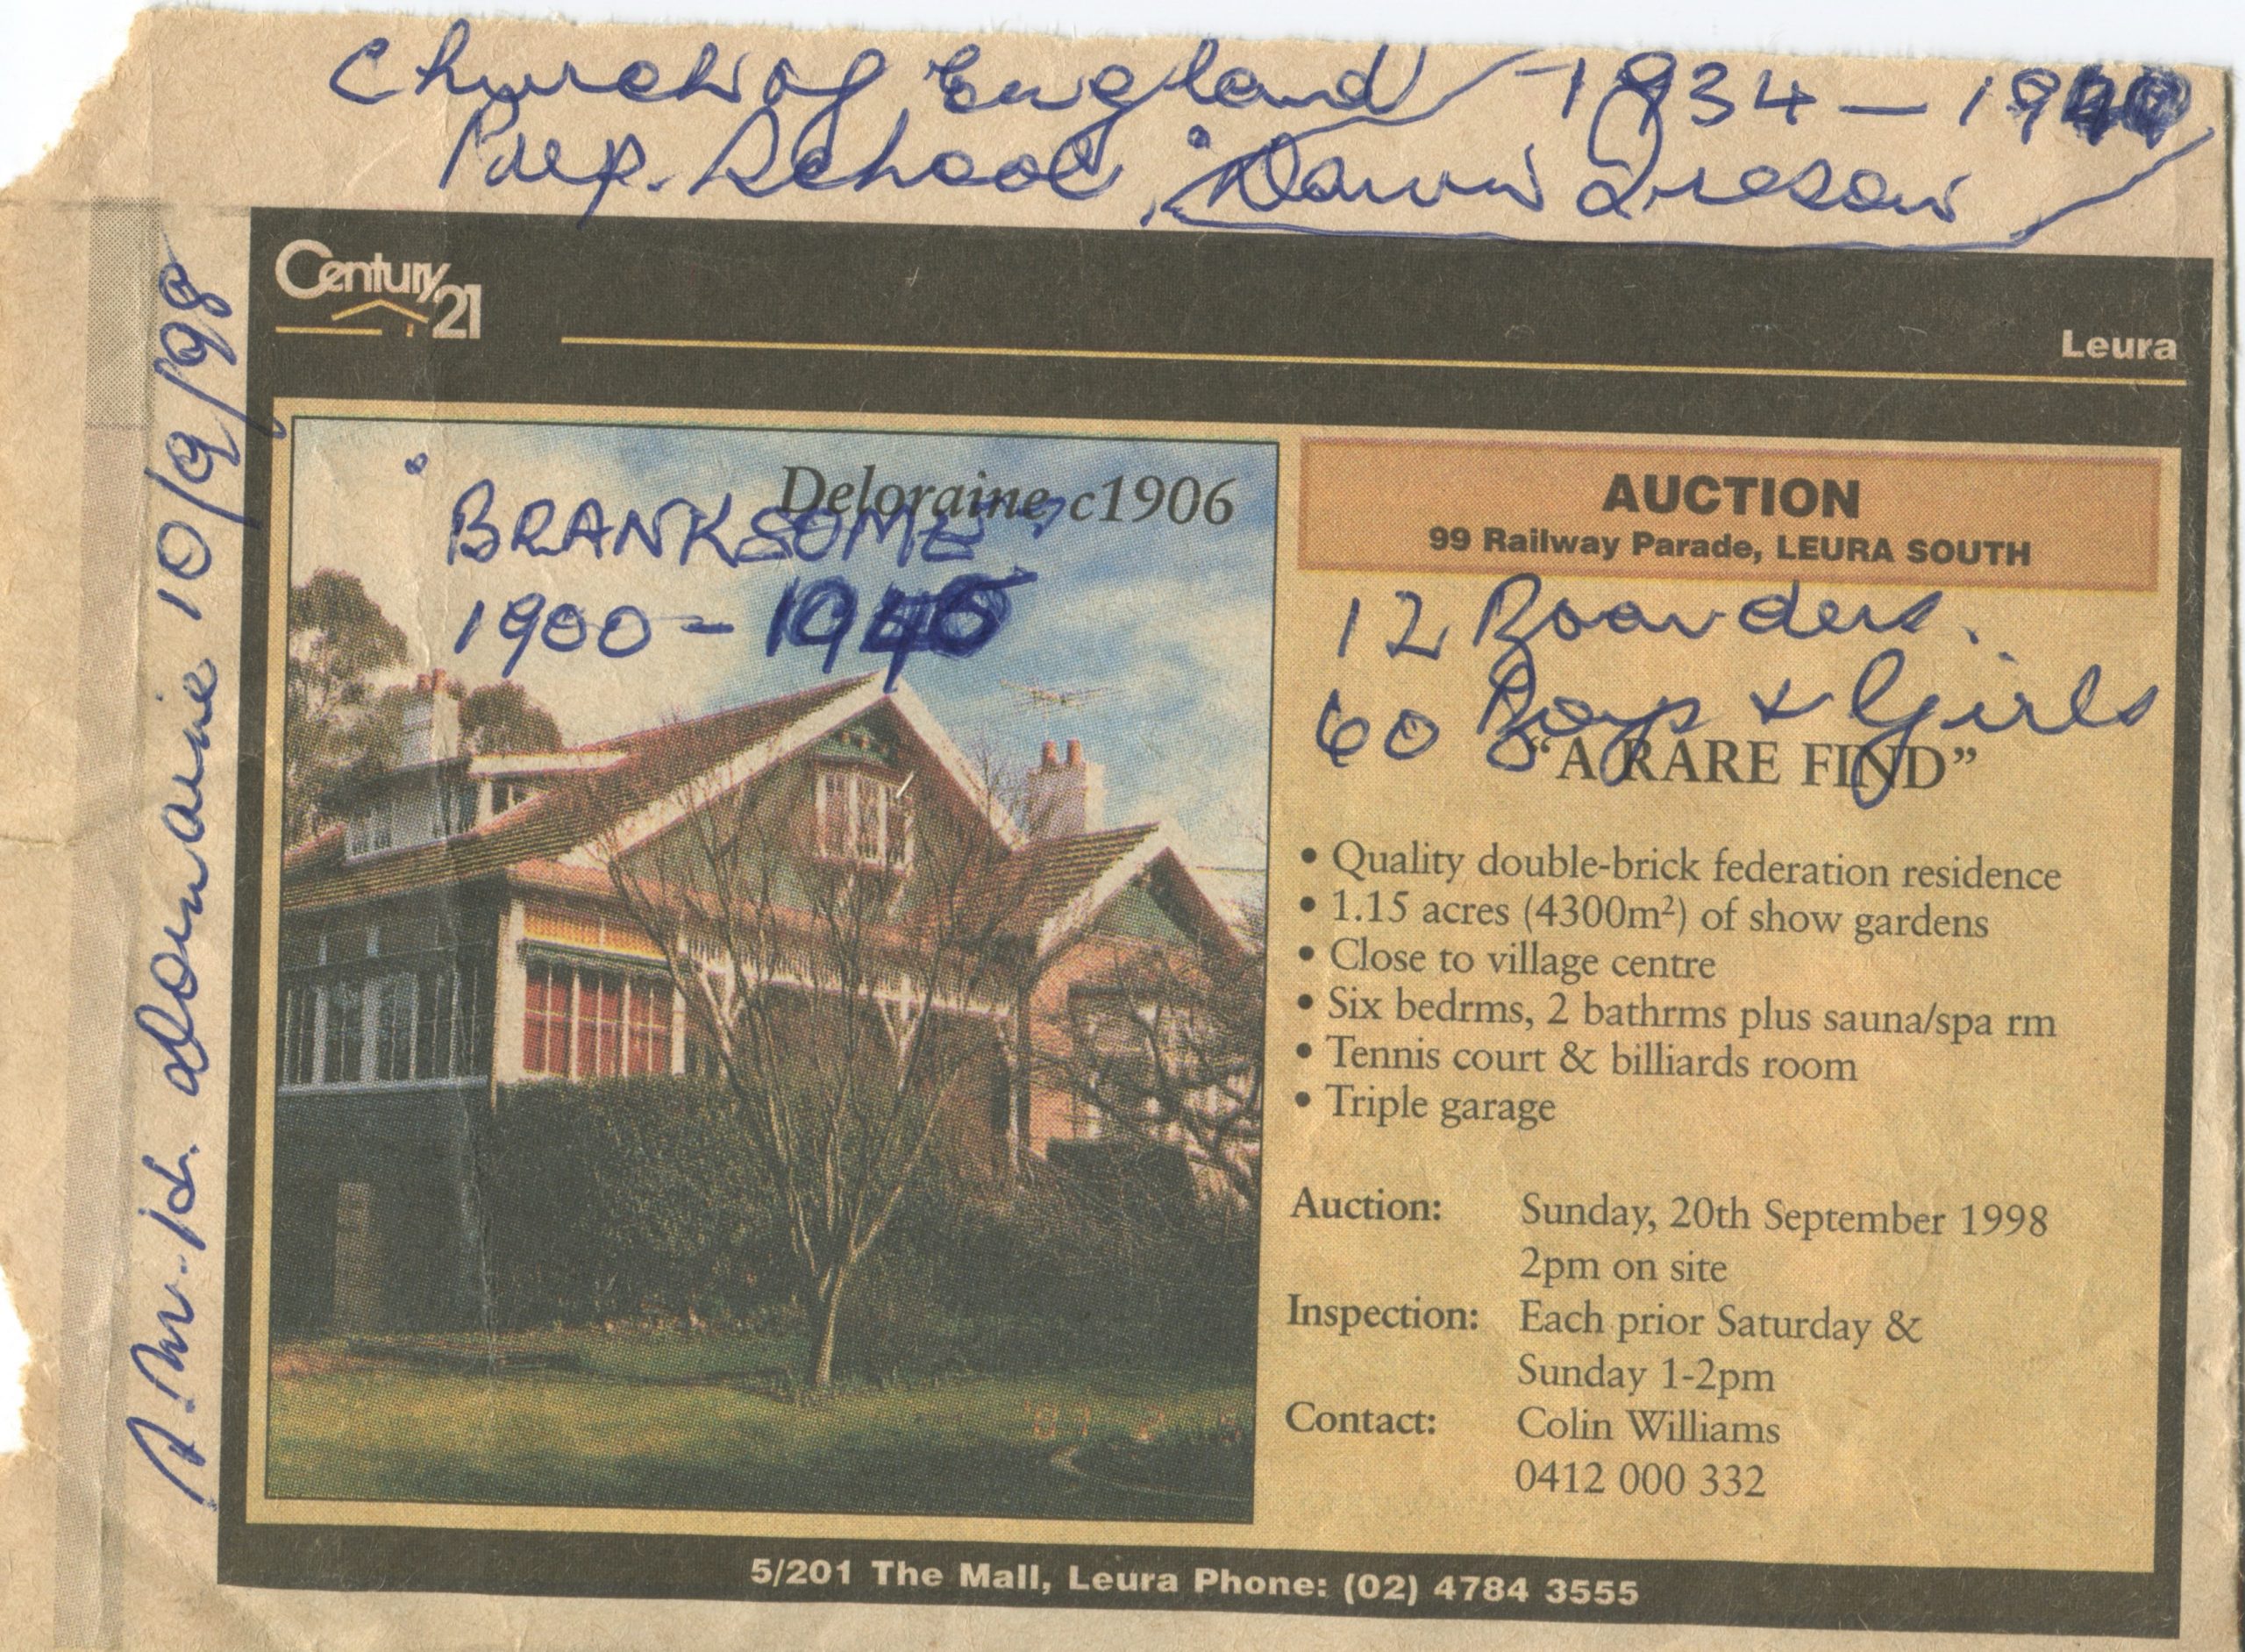 Church of England 1934 – 19
Prep. School,
Century 21
Leura
Deloraine c1906
"BRANKSOME"
1900 – 1940
AUCTION
99 Railway Parade, LEURA SOUTH
12 Boarders.
60 Boys & Girls
“A RARE FIND”
• Quality double-brick federation residence
• 1.15 acres (4300m²) of show gardens
• Close to village centre
• Six bedrms, 2 bathrms plus sauna/spa rm
• Tennis court & billiards room
• Triple garage
Auction: Sunday, 20th September 1998
2pm on site
Inspection: Each prior Saturday &
Sunday 1-2pm
Contact: Colin Williams
0412 000 332
5/201 The Mall, Leura Phone: (02) 4784 3555
10/9/98